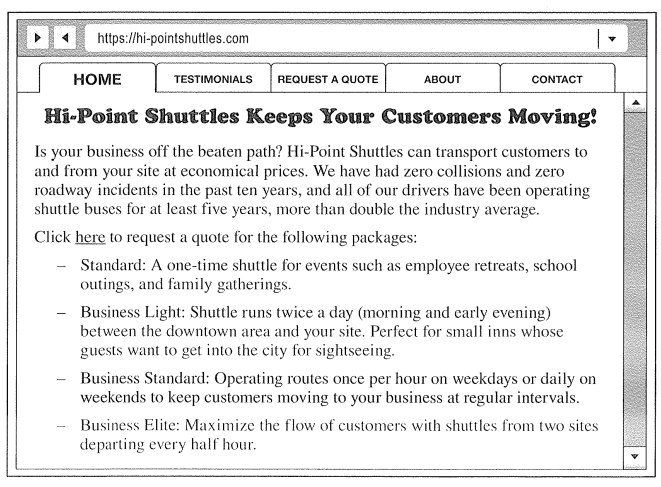 https://hi-pointshuttles.com
HOME
TESTIMONIALS
REQUEST A QUOTE
ABOUT
CONTACT
Hi-Point Shuttles Keeps Your Customers Moving!
Is your business off the beaten path? Hi-Point Shuttles can transport customers to
and from your site at economical prices. We have had zero collisions and zero
roadway incidents in the past ten years, and all of our drivers have been operating
shuttle buses for at least five years, more than double the industry average.
Click here to request a quote for the following packages:
– Standard: A one-time shuttle for events such as employee retreats, school
outings, and family gatherings.
– Business Light: Shuttle runs twice a day (morning and early evening)
between the downtown area and your site. Perfect for small inns whose
guests want to get into the city for sightseeing.
– Business Standard: Operating routes once per hour on weekdays or daily on
weekends to keep customers moving to your business at regular intervals.
– Business Elite: Maximize the flow of customers with shuttles from two sites
departing every half hour.